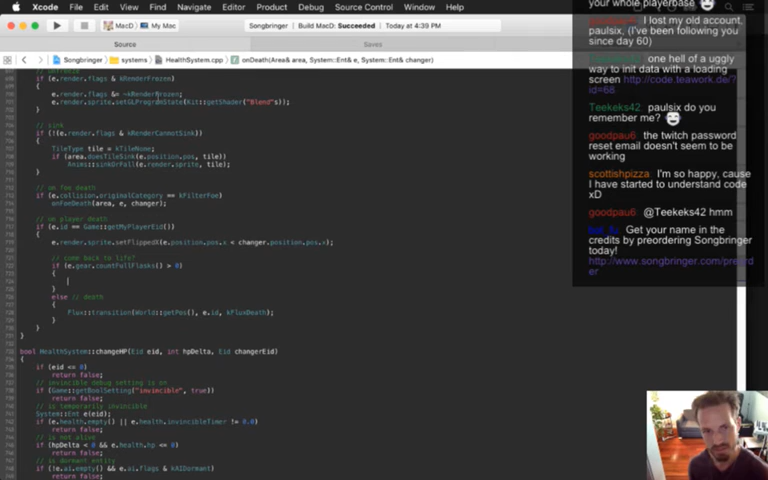 Xcode File Edit View Find Navigate Editor Product Debug Source Control Window Help
MacD My Mac Songbringer Build MacD: Succeeded Today at 4:39 PM
Source Saves
Songbringer systems HealthSystem.cpp onDeath(Area& area, System::Ent& e, System::Ent& changer)
if (e.render.flags & kRenderFrozen)
{
e.render.flags &= ~kRenderFrozen;
e.render.sprite.setGLProgramState(Kit::getShader("Blend"s));
}
// sink
if (!(e.render.flags & kRenderCannotSink))
{
TileType tile = kTileNone;
if (area.doesTileSink(e.position.pos, tile))
Anims::sinkOrFall(e.render.sprite, tile);
}
// on foe death
if (e.collision.originalCategory == kFilterFoe)
onFoeDeath(area, e, changer);
// on player death
if (e.id == Game::getMyPlayerEid())
{
e.render.sprite.setFlippedX(e.position.pos.x < changer.position.pos.x);
// come back to life?
if (e.gear.countFullFlasks() > 0)
{
}
else // death
{
Flux::transition(World::getPos(), e.id, kFluxDeath);
}
}
}
bool HealthSystem::changeHP(Eid eid, int hpDelta, Eid changerEid)
{
if (eid <= 0)
return false;
// invincible debug setting is on
if (Game::getBoolSetting("invincible", true))
return false;
// is temporarily invincible
System::Ent e(eid);
if (e.health.empty() || e.health.invincibleTimer != 0.0)
return false;
// is not alive
if (hpDelta < 0 && e.health.hp <= 0)
return false;
// is dormant entity
if (!e.ai.empty() && e.ai.flags & kAIDormant)
return false;
your whole playerbase
I lost my old account,
paulsix, (I've been following you
since day 60)
one hell of a uggly
way to init data with a loading
screen http://code.teawork.de/?
id=68
Teekeks42 paulsix do you
remember me?
goodpau6 the twitch password
reset email doesn't seem to be
working
scottishpizza I'm so happy, cause
I have started to understand code
xD
goodpau6 @Teekeks42 hmm
Get your name in the
credits by preordering Songbringer
today!
http://www.songbringer.com/preord
er